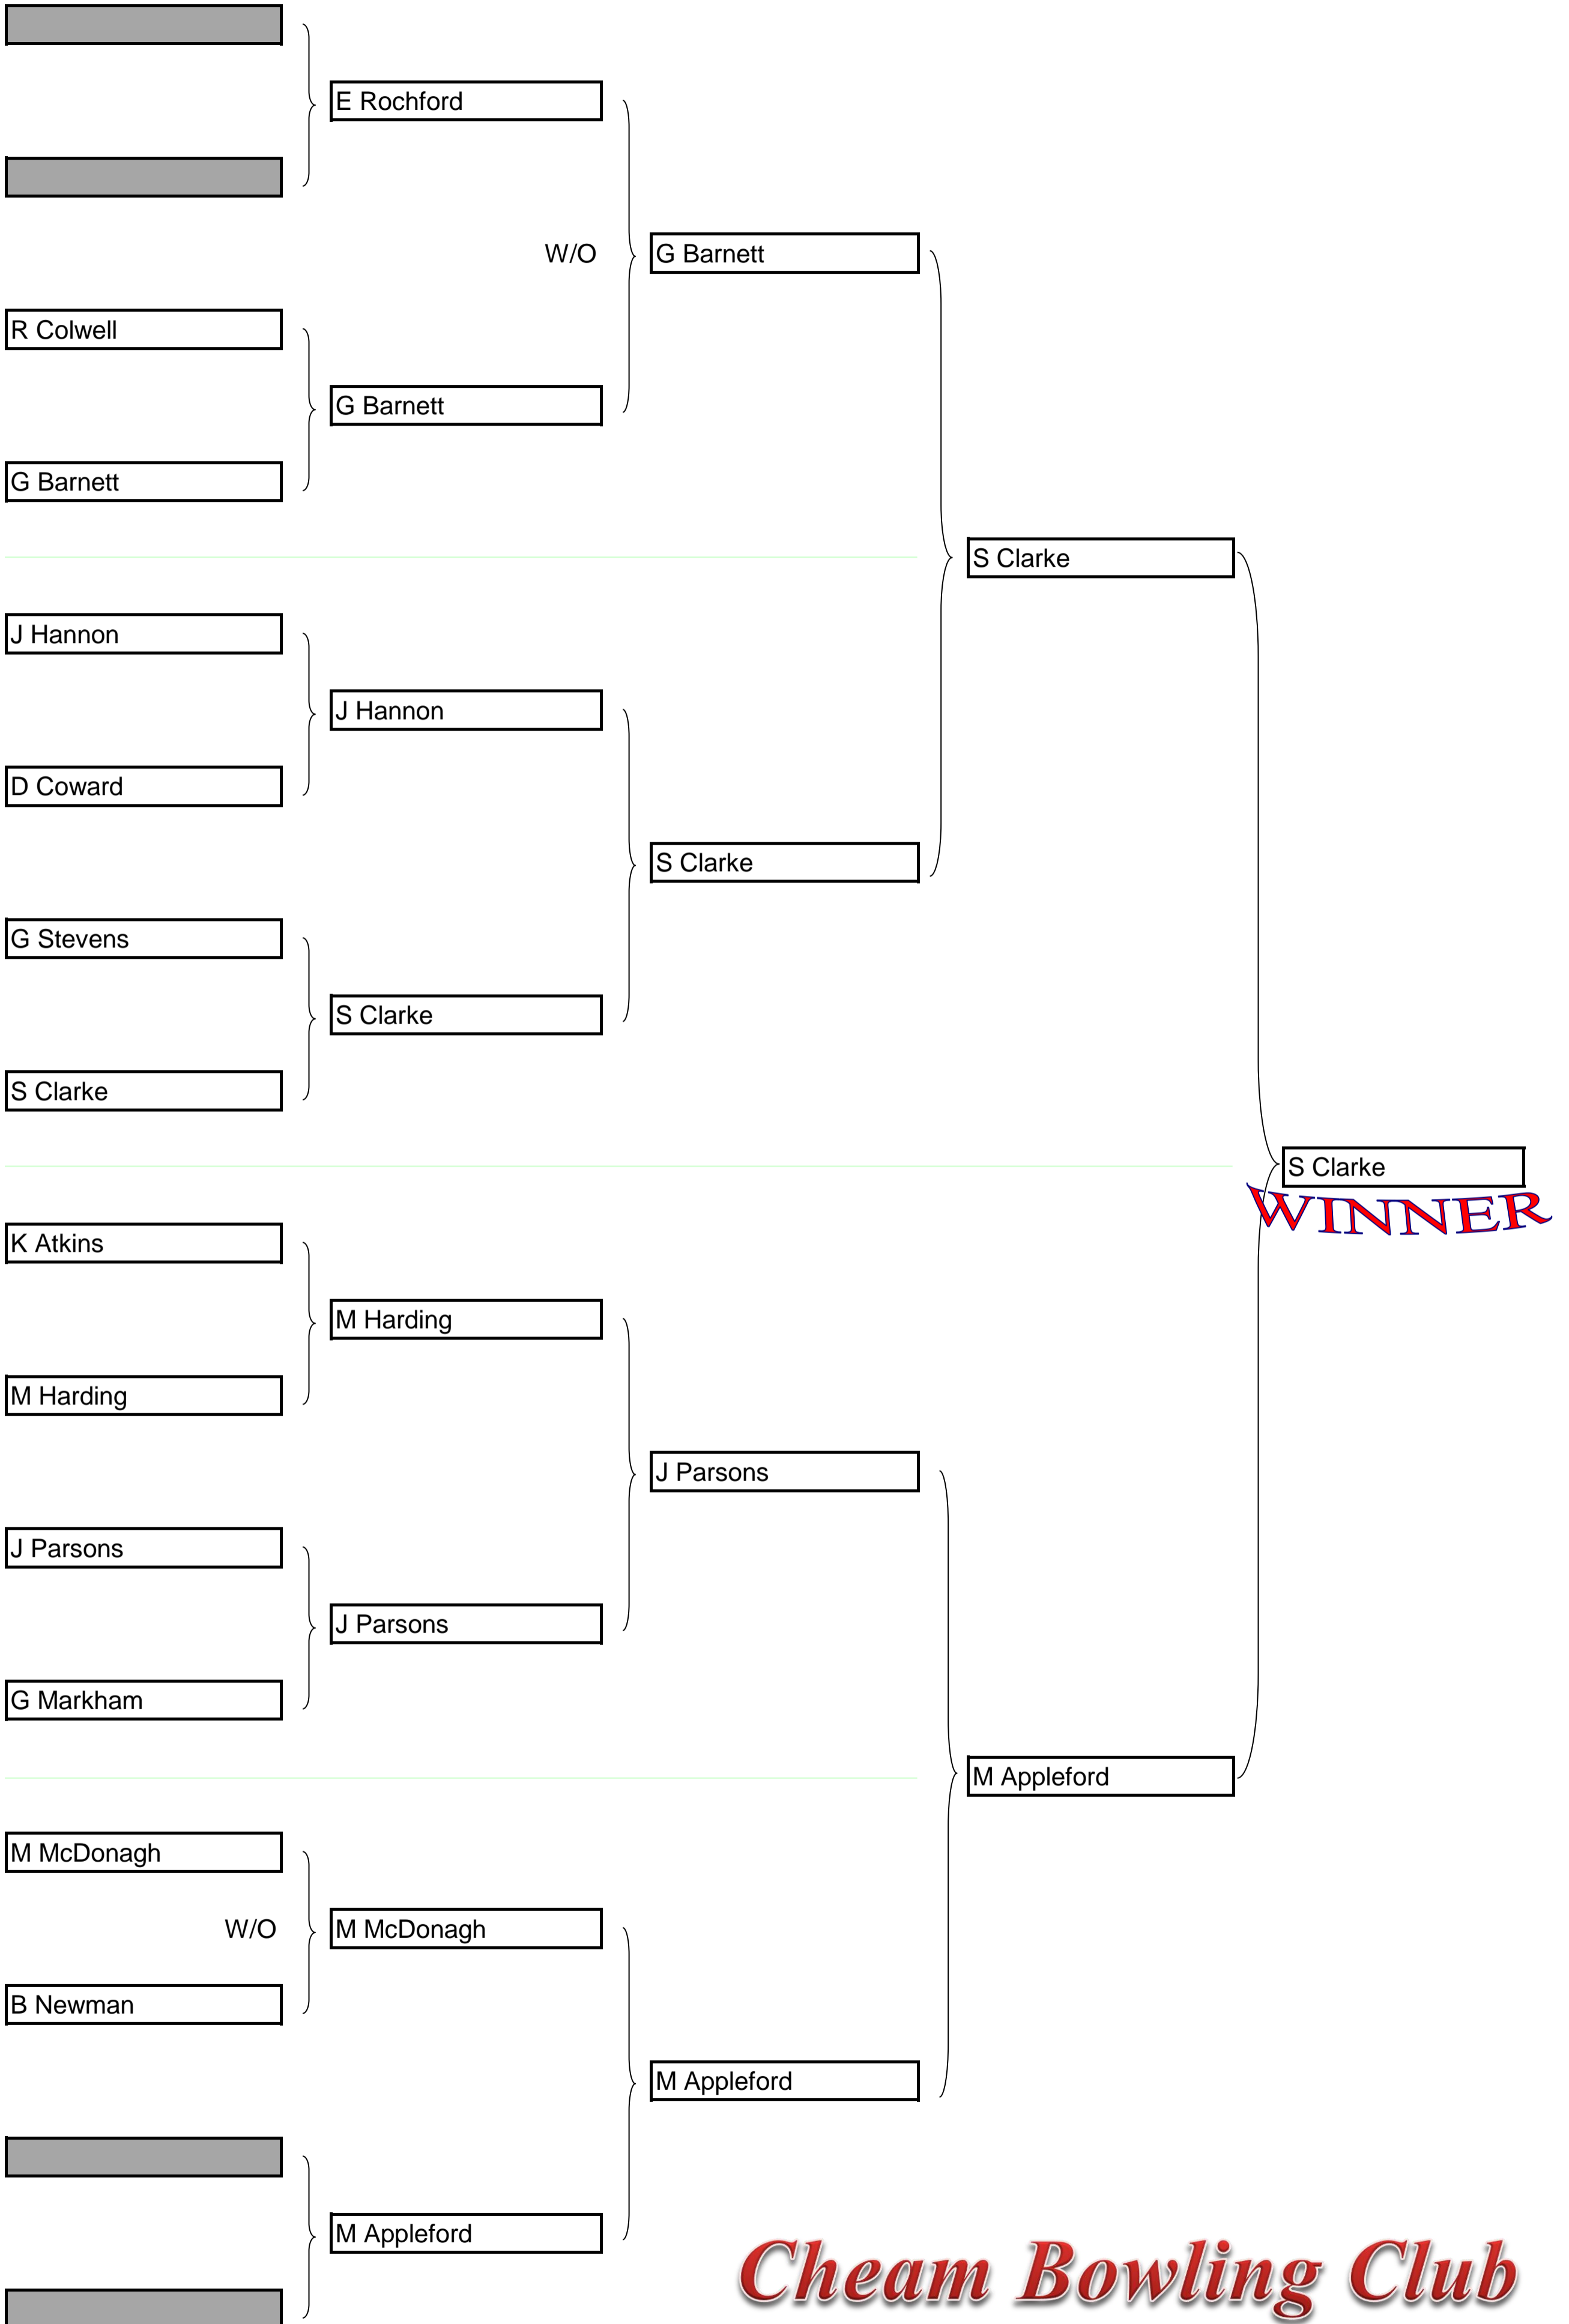 E Rochford
W/O
G Barnett
R Colwell
G Barnett
G Barnett
S Clarke
J Hannon
J Hannon
D Coward
S Clarke
G Stevens
S Clarke
S Clarke
S Clarke
WINNER
K Atkins
M Harding
M Harding
J Parsons
J Parsons
J Parsons
G Markham
M Appleford
M McDonagh
W/O
M McDonagh
B Newman
M Appleford
M Appleford
Cheam Bowling Club